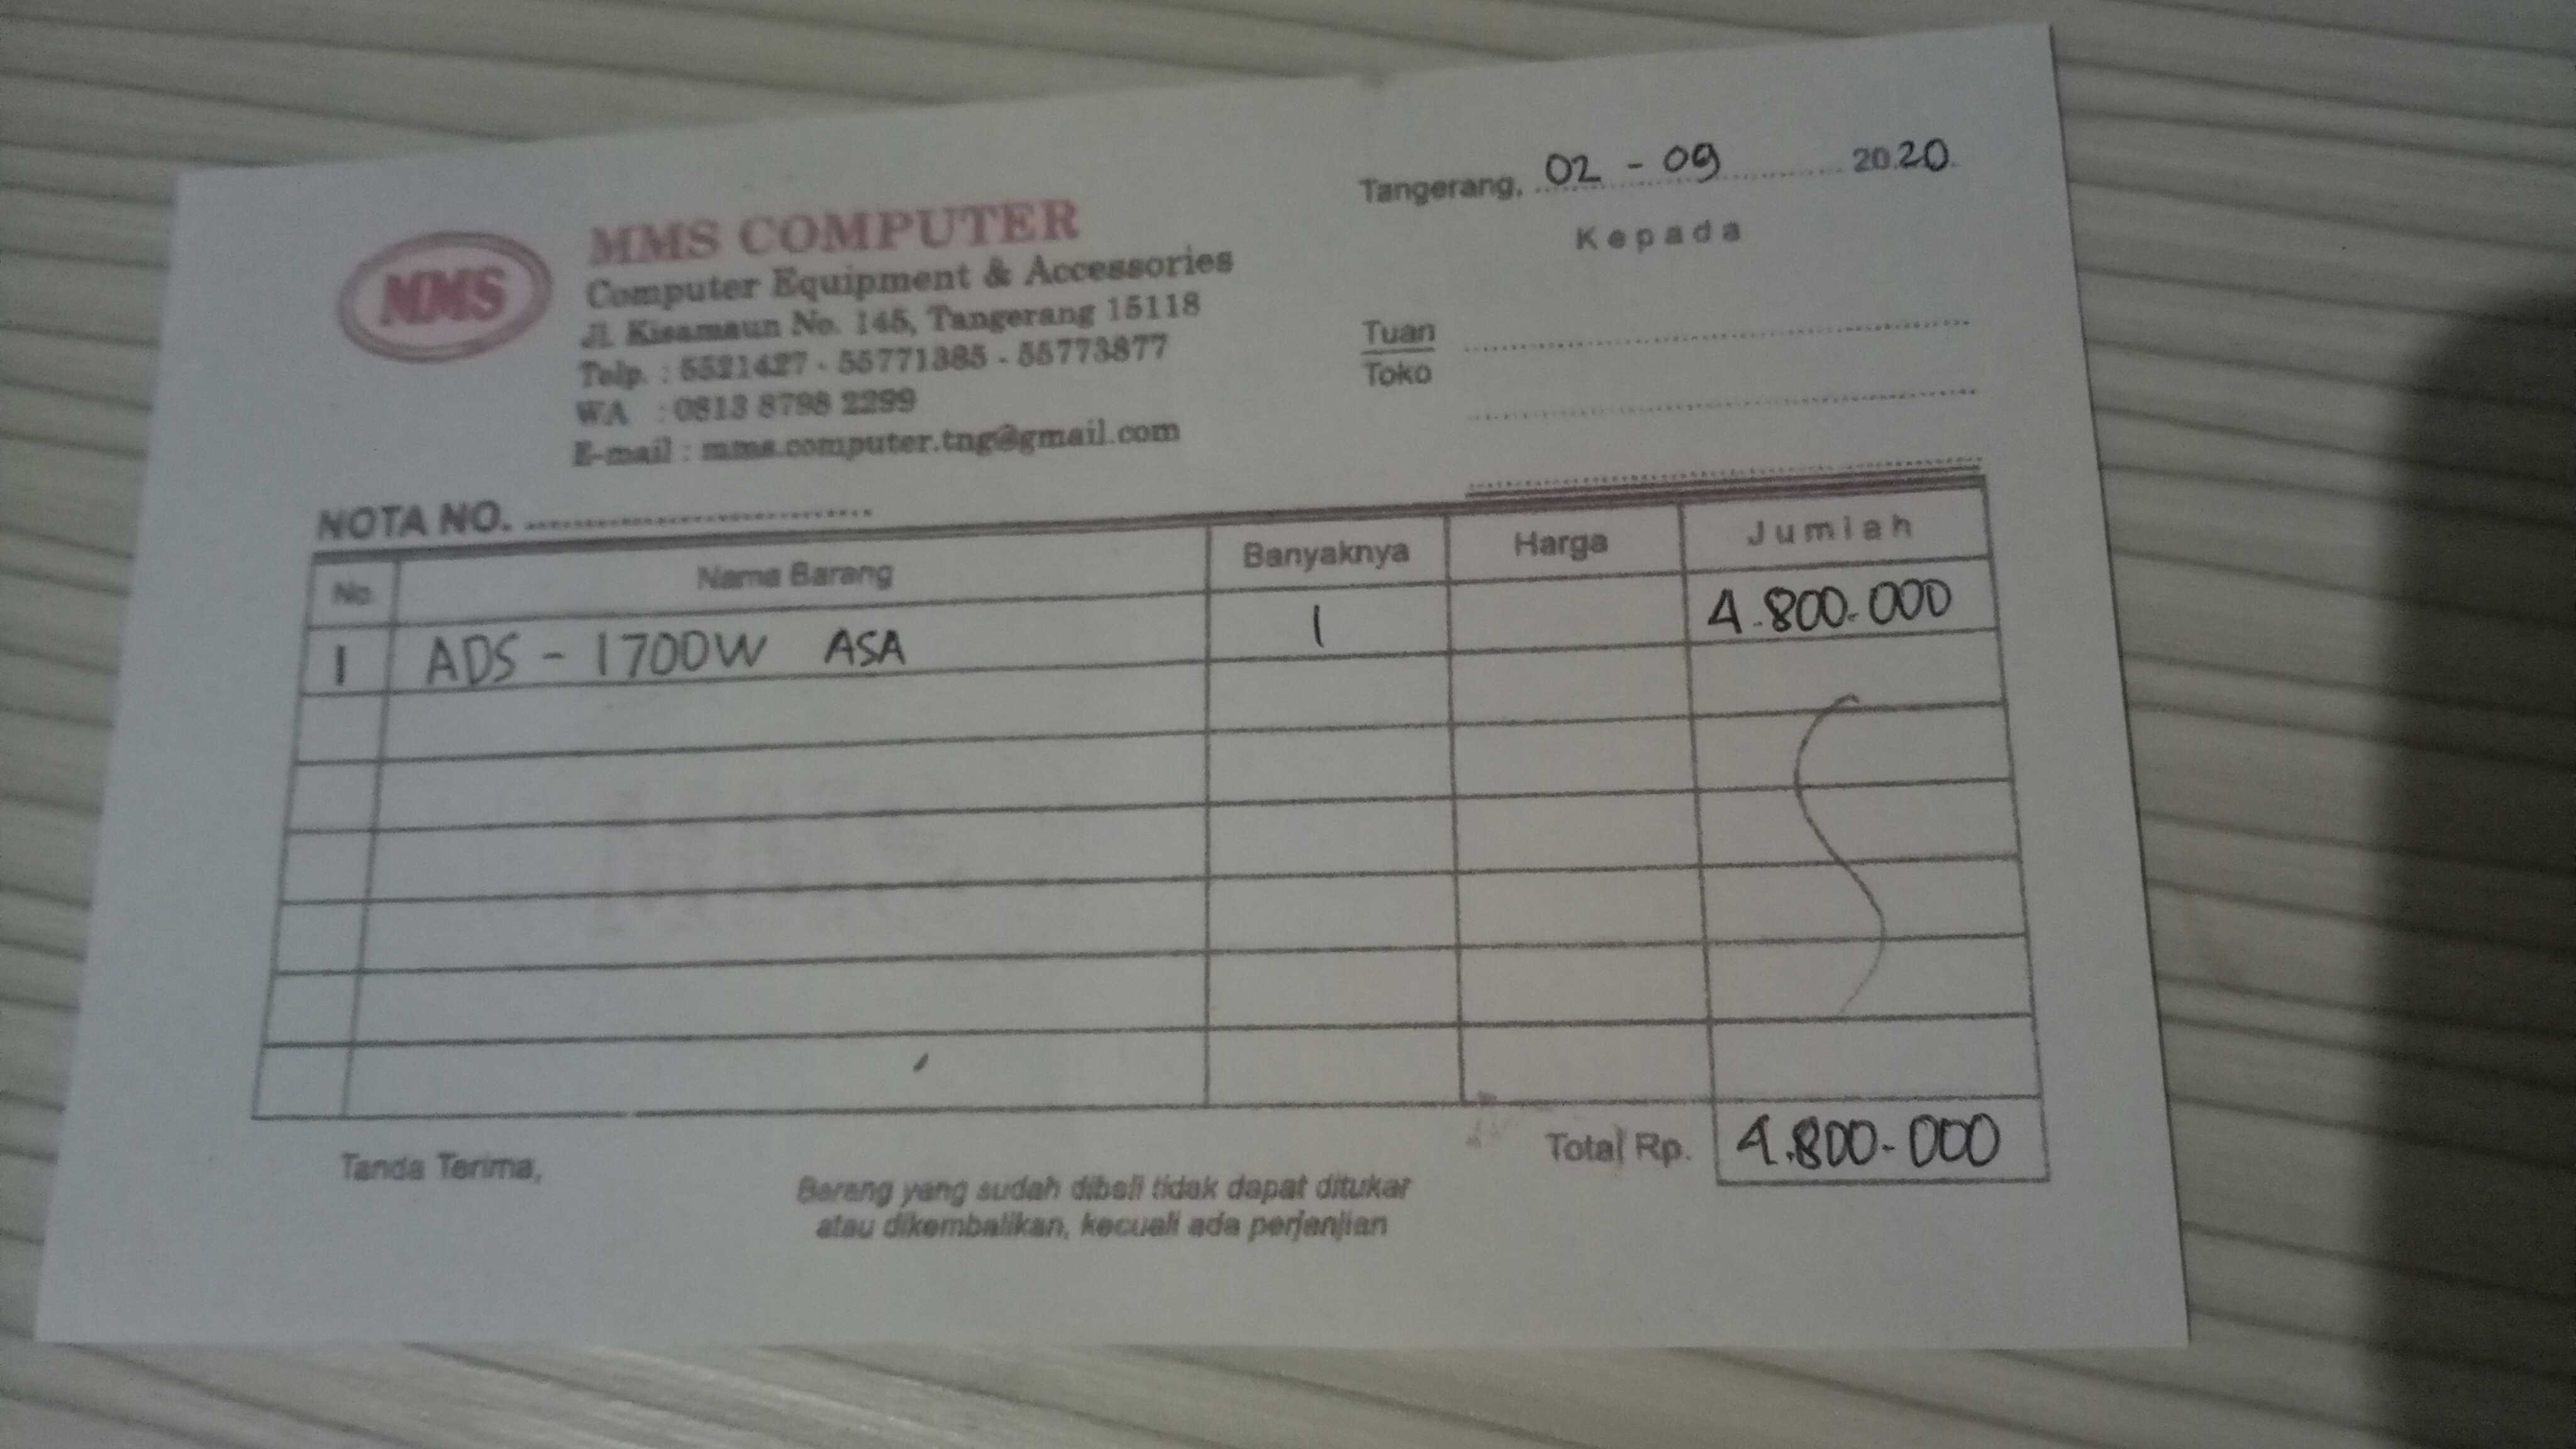 Tangerang, 02 - 09 2020
Kepada
MMS
MMS COMPUTER
Computer Equipment & Accessories
Jl. Kisamaun No. 145, Tangerang 15118
Telp. : 5521427 - 55771385 - 55773877
WA : 0813 8798 2299
E-mail : mms.computer.tng@gmail.com
Tuan
Toko
NOTA NO.
No. Nama Barang Banyaknya Harga Jumlah
1 ADS - 1700W ASA 1 4.800.000
Total Rp. 4.800.000
Tanda Terima,
Barang yang sudah dibeli tidak dapat ditukar
atau dikembalikan, kecuali ada perjanjian